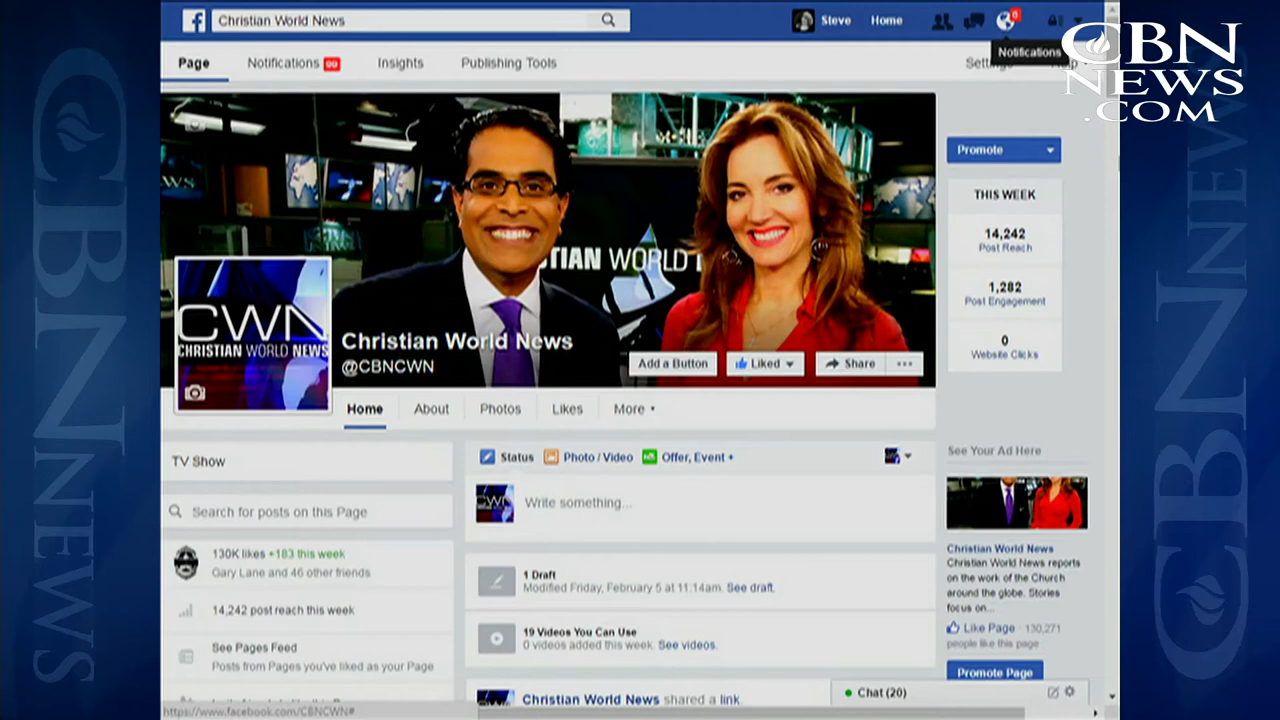 Christian World News
Steve
Home
CBN
NEWS
.COM
Notifications
Page
Notifications 99
Insights
Publishing Tools
Promote
THIS WEEK
14,242
Post Reach
1,282
Post Engagement
0
Website Clicks
CWN
CHRISTIAN WORLD NEWS
Christian World News
@CBNCWN
Add a Button
Liked
Share
Home
About
Photos
Likes
More
TV Show
Search for posts on this Page
130K likes +183 this week
Gary Lane and 46 other friends
14,242 post reach this week
See Pages Feed
Posts from Pages you've liked as your Page
Status
Photo / Video
Offer, Event +
Write something...
1 Draft
Modified Friday, February 5 at 11:14am. See draft.
19 Videos You Can Use
0 videos added this week. See videos.
Christian World News shared a link.
See Your Ad Here
Christian World News
Christian World News reports
on the work of the Church
around the globe. Stories
focus on...
Like Page · 130,271
people like this page
Promote Page
Chat (20)
https://www.facebook.com/CBNCWN#
CBN NEWS
CBN NEWS